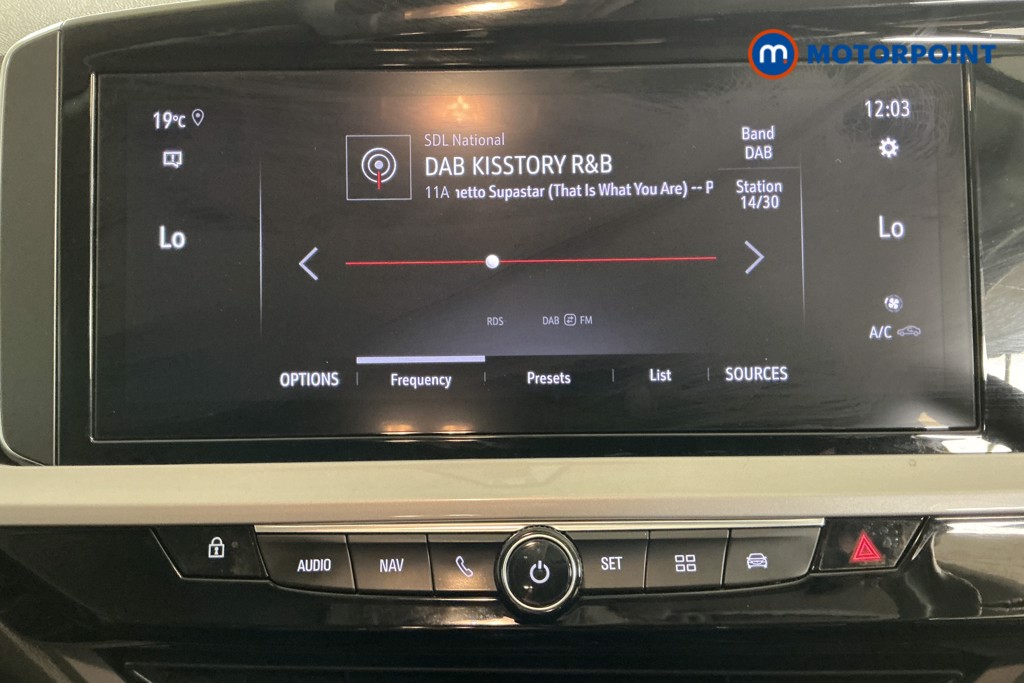 m MOTORPOINT
19°C
12:03
SDL National
DAB KISSTORY R&B
11A netto Supastar (That Is What You Are) -- P
Band
DAB
Station
14/30
Lo
Lo
RDS
DAB FM
A/C
OPTIONS
Frequency
Presets
List
SOURCES
AUDIO
NAV
SET